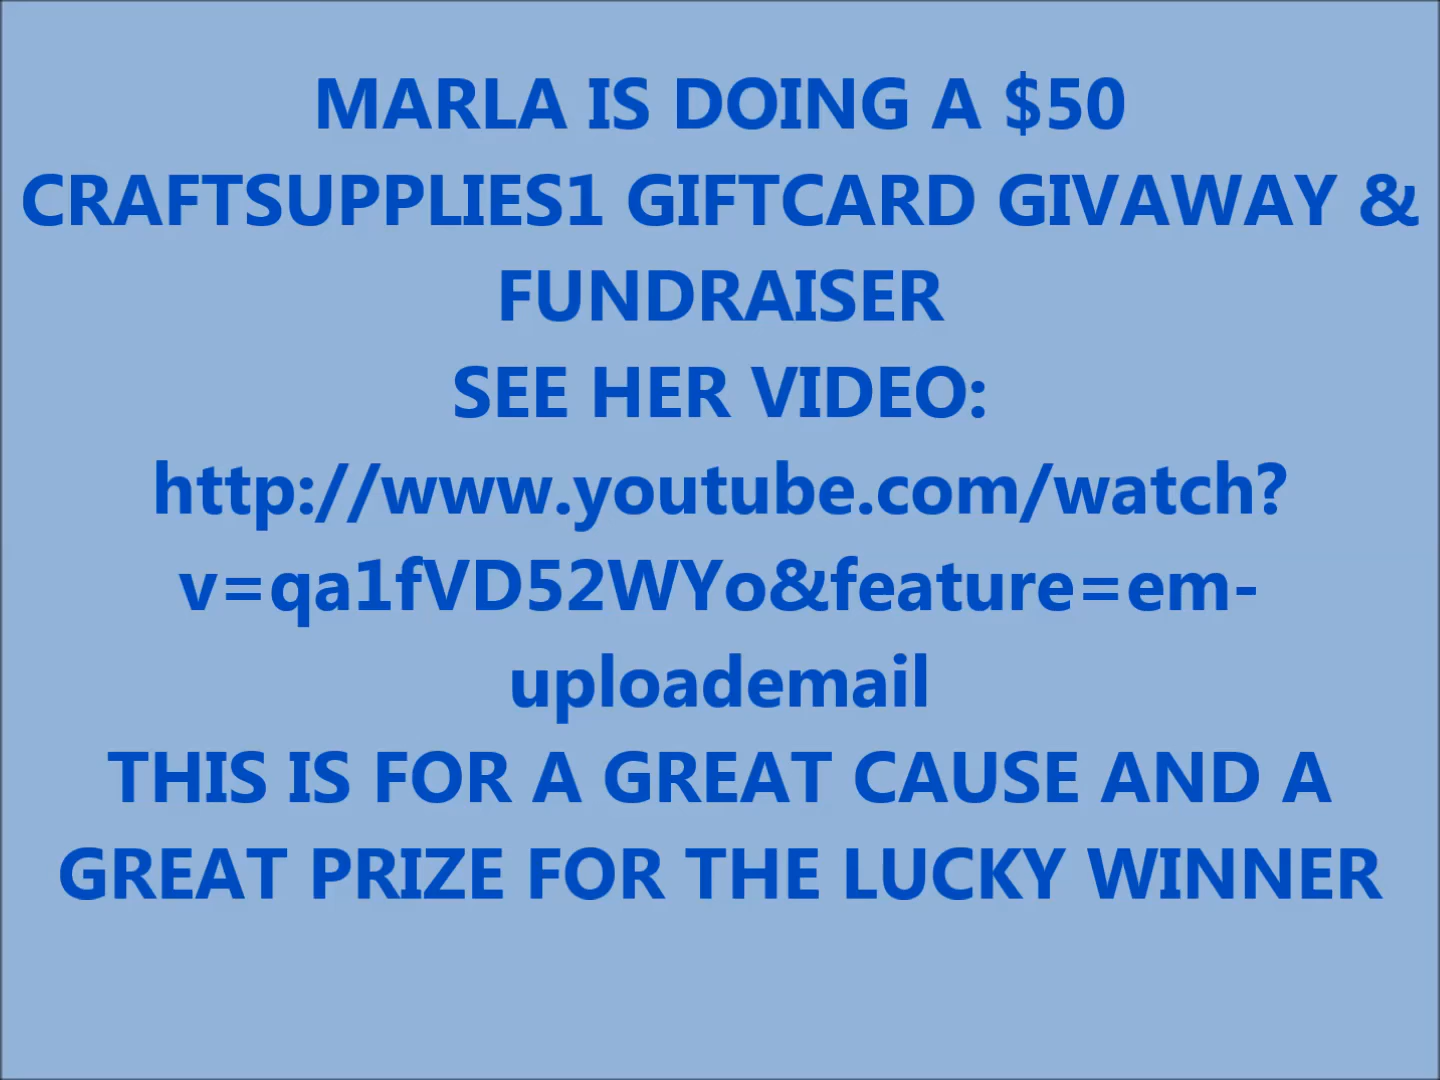 MARLA IS DOING A $50
CRAFTSUPPLIES1 GIFTCARD GIVAWAY &
FUNDRAISER
SEE HER VIDEO:
http://www.youtube.com/watch?
v=qa1fVD52WYo&feature=em-
uploademail
THIS IS FOR A GREAT CAUSE AND A
GREAT PRIZE FOR THE LUCKY WINNER